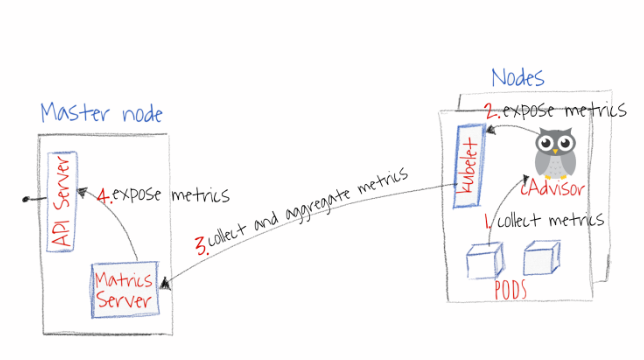 Nodes
Master node
2. expose metrics
kubelet
cAdvisor
API Server
4. expose metrics
3. collect and aggregate metrics
1. collect metrics
Matrics
Server
PODS